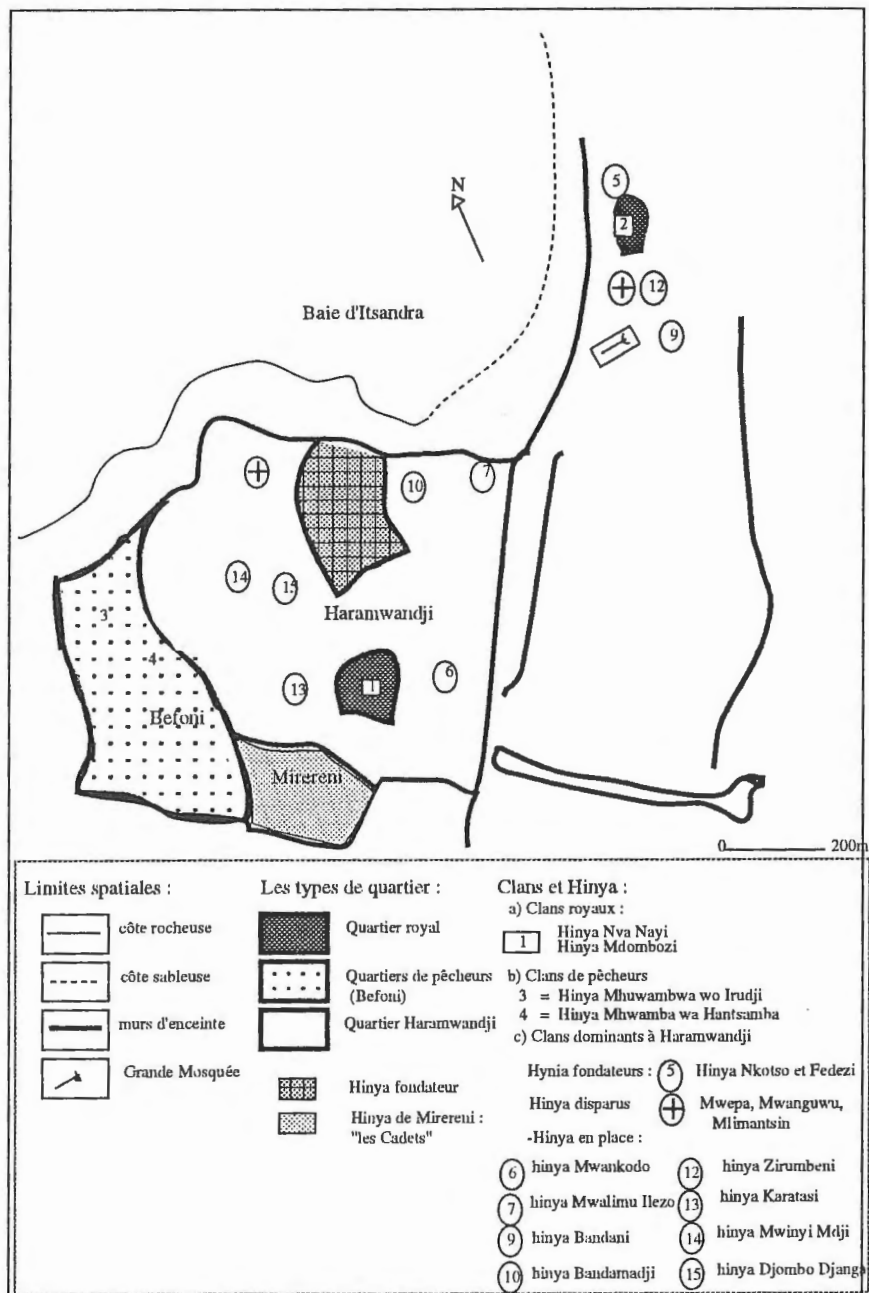 N
5
2
12
Baie d'Itsandra
9
7
10
14
15
3
Haramwandji
4
6
13
1
Befoni
Mirereni
0 200m
Limites spatiales :
côte rocheuse
côte sableuse
murs d'enceinte
Grande Mosquée
Les types de quartier :
Quartier royal
Quartiers de pêcheurs
(Befoni)
Quartier Haramwandji
Hinya fondateur
Hinya de Mirereni :
"les Cadets"
Clans et Hinya :
a) Clans royaux :
1 Hinya Nva Nayi
Hinya Mdombozi
b) Clans de pêcheurs
3 = Hinya Mhuwambwa wo Irudji
4 = Hinya Mhwamba wa Hantsamba
c) Clans dominants à Haramwandji
Hynia fondateurs : 5 Hinya Nkotso et Fedezi
Hinya disparus Mwepa, Mwanguwu,
Mlimantsin
-Hinya en place :
6 hinya Mwankodo
7 hinya Mwalimu Ilezo
9 hinya Bandani
10 hinya Bandamadji
12 hinya Zirumbeni
13 hinya Karatasi
14 hinya Mwinyi Mdji
15 hinya Djombo Djanga